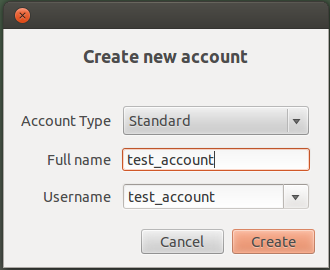 Create new account
Account Type Standard
Full name test_account
Username test_account
Cancel Create